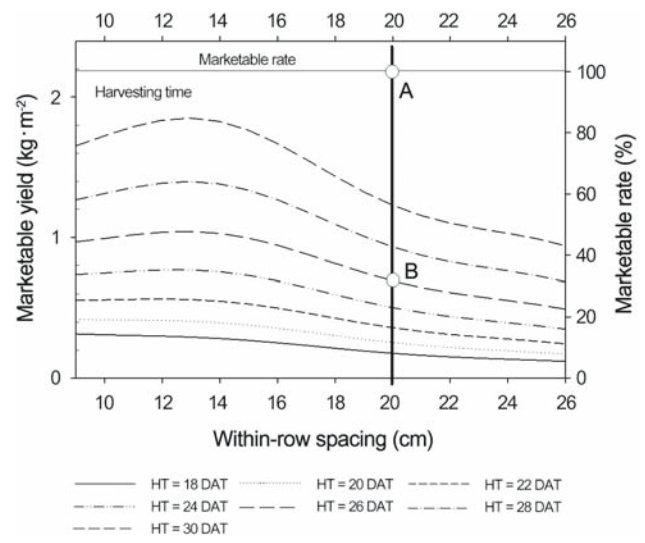 10 12 14 16 18 20 22 24 26
Marketable rate
Harvesting time
A
B
Marketable yield (kg·m-2)
2
1
0
Marketable rate (%)
100
80
60
40
20
0
10 12 14 16 18 20 22 24 26
Within-row spacing (cm)
HT = 18 DAT HT = 20 DAT HT = 22 DAT
HT = 24 DAT HT = 26 DAT HT = 28 DAT
HT = 30 DAT